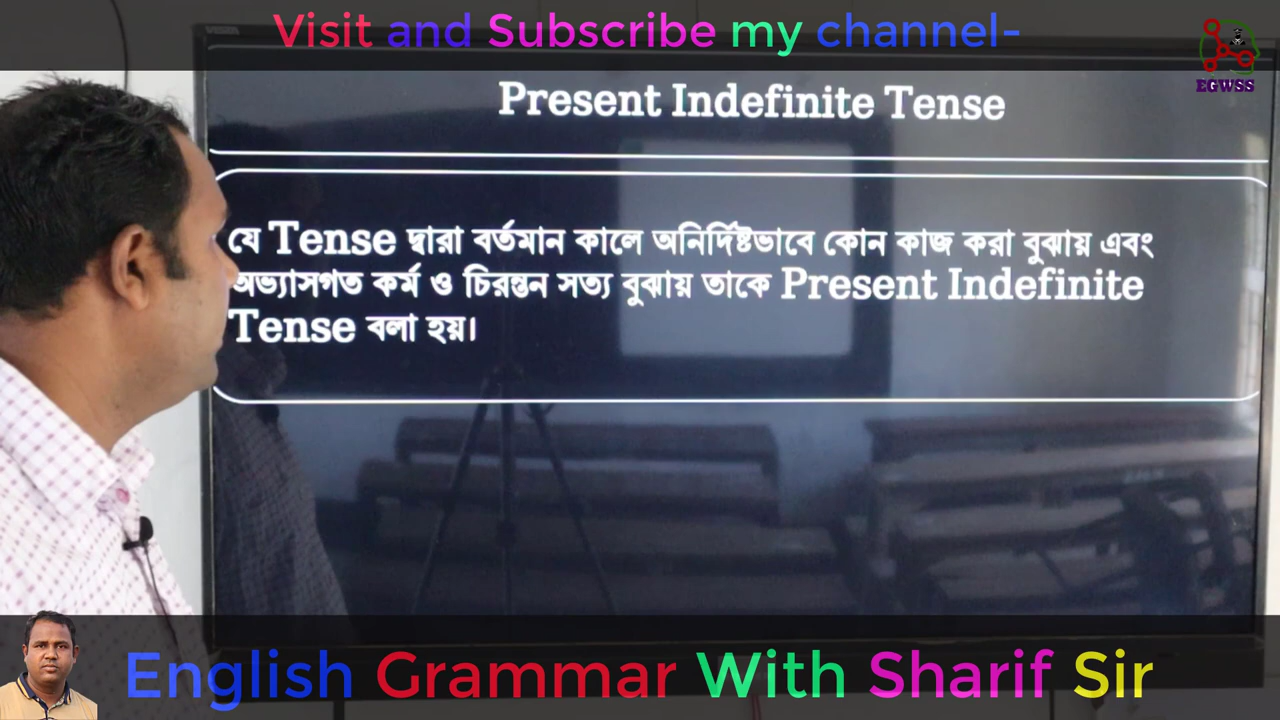 Visit and Subscribe my channel-
EGWSS
Present Indefinite Tense
যে Tense দ্বারা বর্তমান কালে অনির্দিষ্টভাবে কোন কাজ করা বুঝায় এবং
অভ্যাসগত কর্ম ও চিরন্তন সত্য বুঝায় তাকে Present Indefinite
Tense বলা হয়।
English Grammar With Sharif Sir